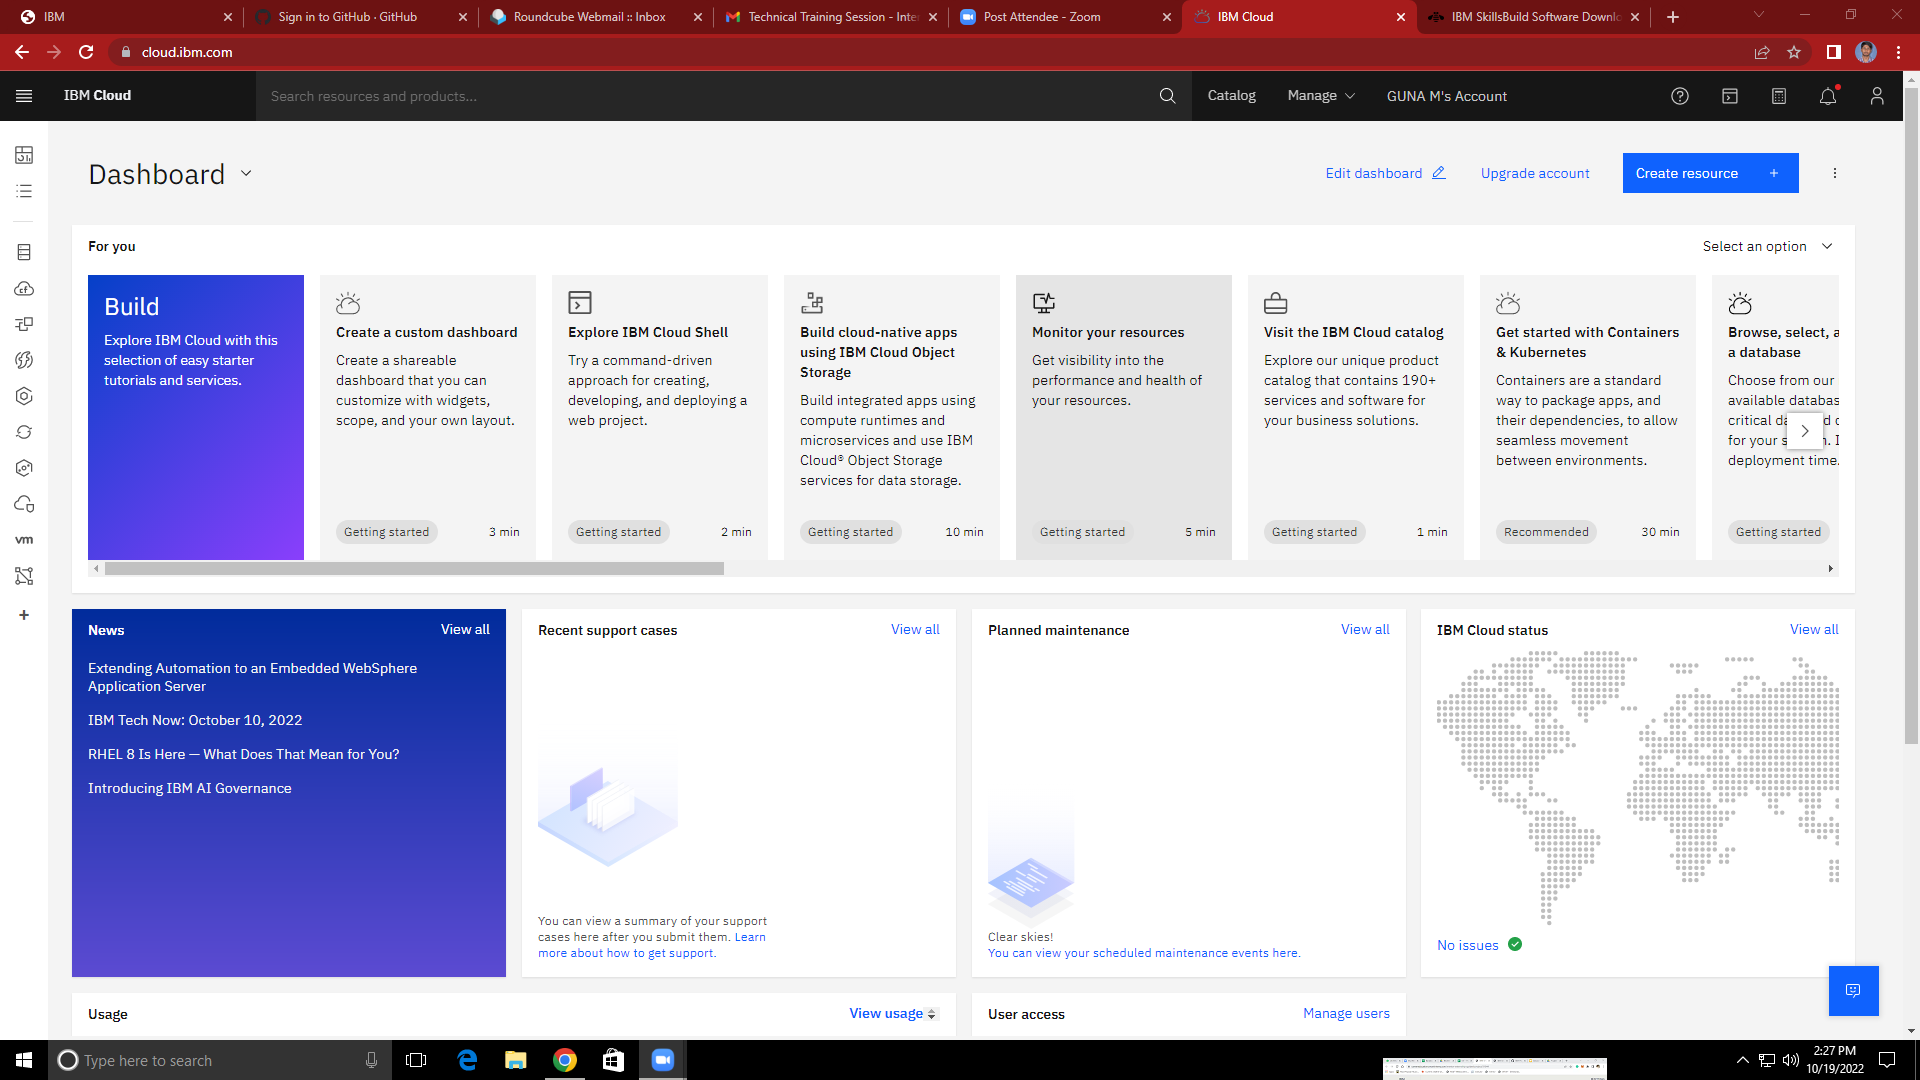 IBM
Sign in to GitHub · GitHub
Roundcube Webmail :: Inbox
Technical Training Session - Inte
Post Attendee - Zoom
IBM Cloud
IBM SkillsBuild Software Downlo
cloud.ibm.com
IBM Cloud
Search resources and products...
Catalog
Manage
GUNA M's Account
Dashboard
Edit dashboard
Upgrade account
Create resource +
For you
Select an option
Build
Explore IBM Cloud with this
selection of easy starter
tutorials and services.
Create a custom dashboard
Create a shareable
dashboard that you can
customize with widgets,
scope, and your own layout.
Getting started 3 min
Explore IBM Cloud Shell
Try a command-driven
approach for creating,
developing, and deploying a
web project.
Getting started 2 min
Build cloud-native apps
using IBM Cloud Object
Storage
Build integrated apps using
compute runtimes and
microservices and use IBM
Cloud® Object Storage
services for data storage.
Getting started 10 min
Monitor your resources
Get visibility into the
performance and health of
your resources.
Getting started 5 min
Visit the IBM Cloud catalog
Explore our unique product
catalog that contains 190+
services and software for
your business solutions.
Getting started 1 min
Get started with Containers
& Kubernetes
Containers are a standard
way to package apps, and
their dependencies, to allow
seamless movement
between environments.
Recommended 30 min
Browse, select, a
a database
Choose from our
available databas
critical da
for your s
deployment time.
Getting started
vm
News View all
Extending Automation to an Embedded WebSphere
Application Server
IBM Tech Now: October 10, 2022
RHEL 8 Is Here — What Does That Mean for You?
Introducing IBM AI Governance
Recent support cases View all
You can view a summary of your support
cases here after you submit them. Learn
more about how to get support.
Planned maintenance View all
Clear skies!
You can view your scheduled maintenance events here.
IBM Cloud status View all
No issues
Usage View usage
User access Manage users
Type here to search
2:27 PM
10/19/2022